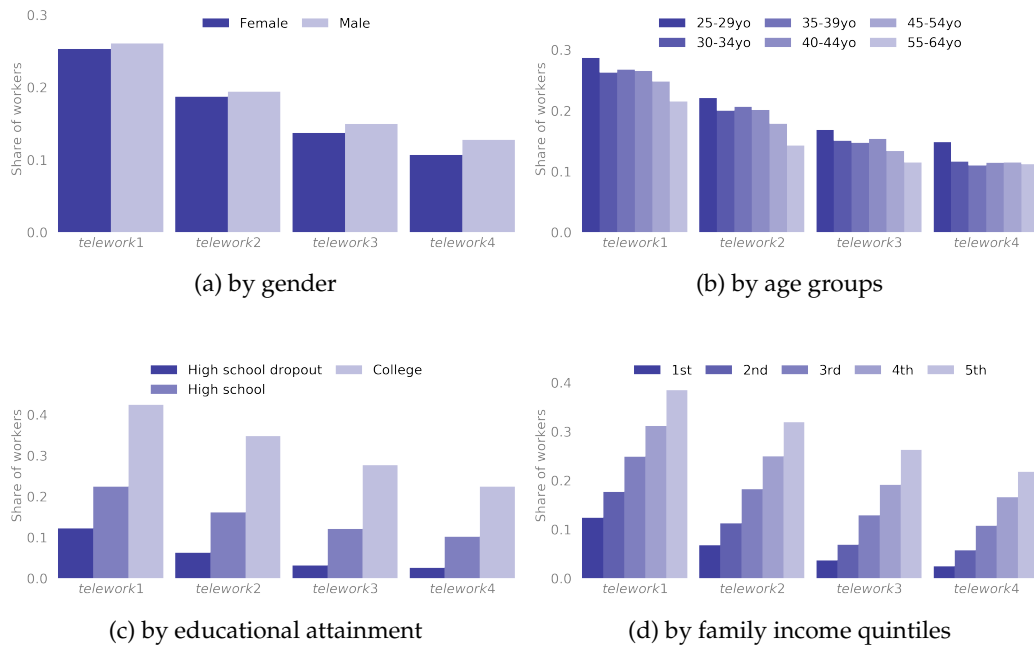 Female Male
Share of workers
0.3
0.2
0.1
0.0
telework1 telework2 telework3 telework4
(a) by gender
25-29yo 35-39yo 45-54yo
30-34yo 40-44yo 55-64yo
Share of workers
0.3
0.2
0.1
0.0
telework1 telework2 telework3 telework4
(b) by age groups
High school dropout College
High school
Share of workers
0.4
0.3
0.2
0.1
0.0
telework1 telework2 telework3 telework4
(c) by educational attainment
1st 2nd 3rd 4th 5th
Share of workers
0.4
0.3
0.2
0.1
0.0
telework1 telework2 telework3 telework4
(d) by family income quintiles